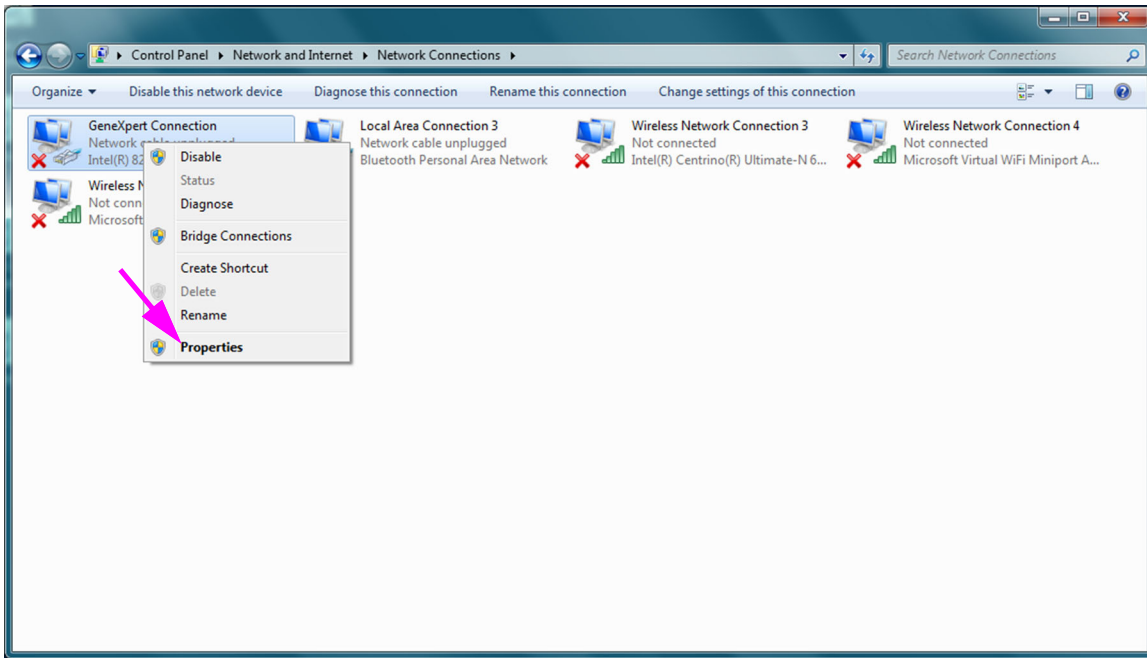 Control Panel ▸ Network and Internet ▸ Network Connections ▸
Search Network Connections
Organize Disable this network device Diagnose this connection Rename this connection Change settings of this connection
GeneXpert Connection
Network cable unplugged
Intel(R) 82
Local Area Connection 3
Network cable unplugged
Bluetooth Personal Area Network
Wireless Network Connection 3
Not connected
Intel(R) Centrino(R) Ultimate-N 6...
Wireless Network Connection 4
Not connected
Microsoft Virtual WiFi Miniport A...
Wireless N
Not conn
Microsoft
Disable
Status
Diagnose
Bridge Connections
Create Shortcut
Delete
Rename
Properties